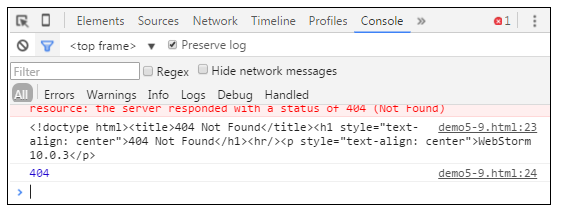 Elements Sources Network Timeline Profiles Console » 1
<top frame> ▼ Preserve log
Filter Regex Hide network messages
All Errors Warnings Info Logs Debug Handled
resource: the server responded with a status of 404 (Not Found)
<!doctype html><title>404 Not Found</title><h1 style="text- demo5-9.html:23
align: center">404 Not Found</h1><hr/><p style="text-align: center">WebStorm
10.0.3</p>
404 demo5-9.html:24
>